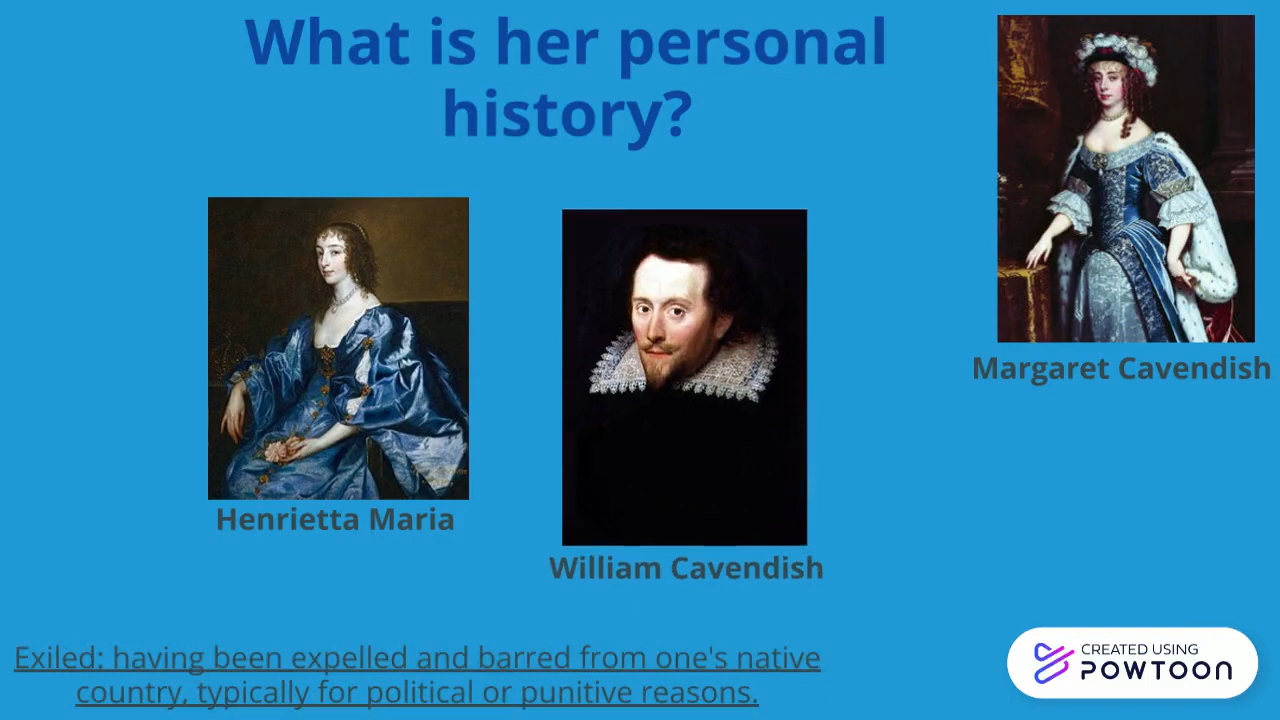 What is her personal
history?
Margaret Cavendish
Henrietta Maria
William Cavendish
Exiled: having been expelled and barred from one's native
country, typically for political or punitive reasons.
CREATED USING
POWTOON